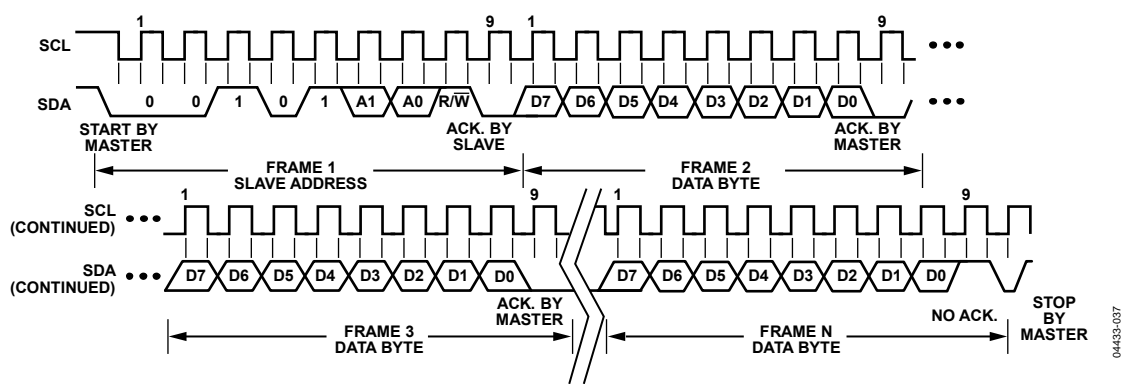 1 9 1 9
SCL
SDA 0 0 1 0 1 A1 A0 R/W̅ D7 D6 D5 D4 D3 D2 D1 D0
START BY
MASTER
ACK. BY
SLAVE
ACK. BY
MASTER
FRAME 1
SLAVE ADDRESS
FRAME 2
DATA BYTE
1 9 1 9
SCL
(CONTINUED)
SDA
(CONTINUED)
D7 D6 D5 D4 D3 D2 D1 D0 D7 D6 D5 D4 D3 D2 D1 D0
ACK. BY
MASTER
NO ACK.
STOP
BY
MASTER
FRAME 3
DATA BYTE
FRAME N
DATA BYTE
04433-037